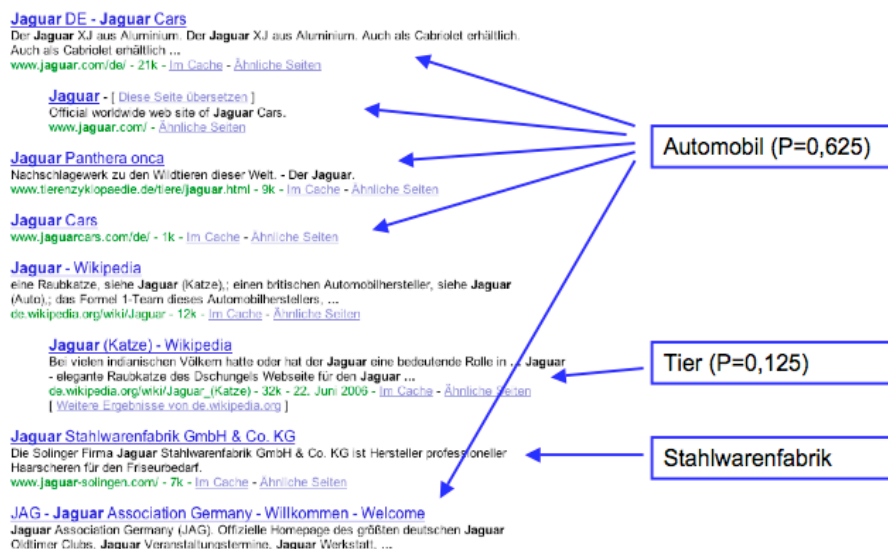 Jaguar DE - Jaguar Cars
Der Jaguar XJ aus Aluminium. Der Jaguar XJ aus Aluminium. Auch als Cabriolet erhältlich.
Auch als Cabriolet erhältlich ...
www.jaguar.com/de/ - 21k - Im Cache - Ähnliche Seiten
Jaguar - [ Diese Seite übersetzen ]
Official worldwide web site of Jaguar Cars.
www.jaguar.com/ - Ähnliche Seiten
Automobil (P=0,625)
Jaguar Panthera onca
Nachschlagewerk zu den Wildtieren dieser Welt. - Der Jaguar.
www.tierenzyklopaedie.de/tiere/jaguar.html - 9k - Im Cache - Ähnliche Seiten
Jaguar Cars
www.jaguarcars.com/de/ - 1k - Im Cache - Ähnliche Seiten
Jaguar - Wikipedia
eine Raubkatze, siehe Jaguar (Katze),; einen britischen Automobilhersteller, siehe Jaguar
(Auto),; das Formel 1-Team dieses Automobilherstellers, ...
de.wikipedia.org/wiki/Jaguar - 12k - Im Cache - Ähnliche Seiten
Jaguar (Katze) - Wikipedia
Bei vielen indianischen Völkern hatte oder hat der Jaguar eine bedeutende Rolle in ... Jaguar
- elegante Raubkatze des Dschungels Webseite für den Jaguar ...
de.wikipedia.org/wiki/Jaguar_(Katze) - 32k - 22. Juni 2006 - Im Cache - Ähnliche Seiten
[ Weitere Ergebnisse von de.wikipedia.org ]
Tier (P=0,125)
Jaguar Stahlwarenfabrik GmbH & Co. KG
Die Solinger Firma Jaguar Stahlwarenfabrik GmbH & Co. KG ist Hersteller professioneller
Haarscheren für den Friseurbedarf.
www.jaguar-solingen.com/ - 7k - Im Cache - Ähnliche Seiten
Stahlwarenfabrik
JAG - Jaguar Association Germany - Willkommen - Welcome
Jaguar Association Germany (JAG). Offizielle Homepage des größten deutschen Jaguar
Oldtimer Clubs. Jaguar Veranstaltungstermine, Jaguar Werkstatt, ...